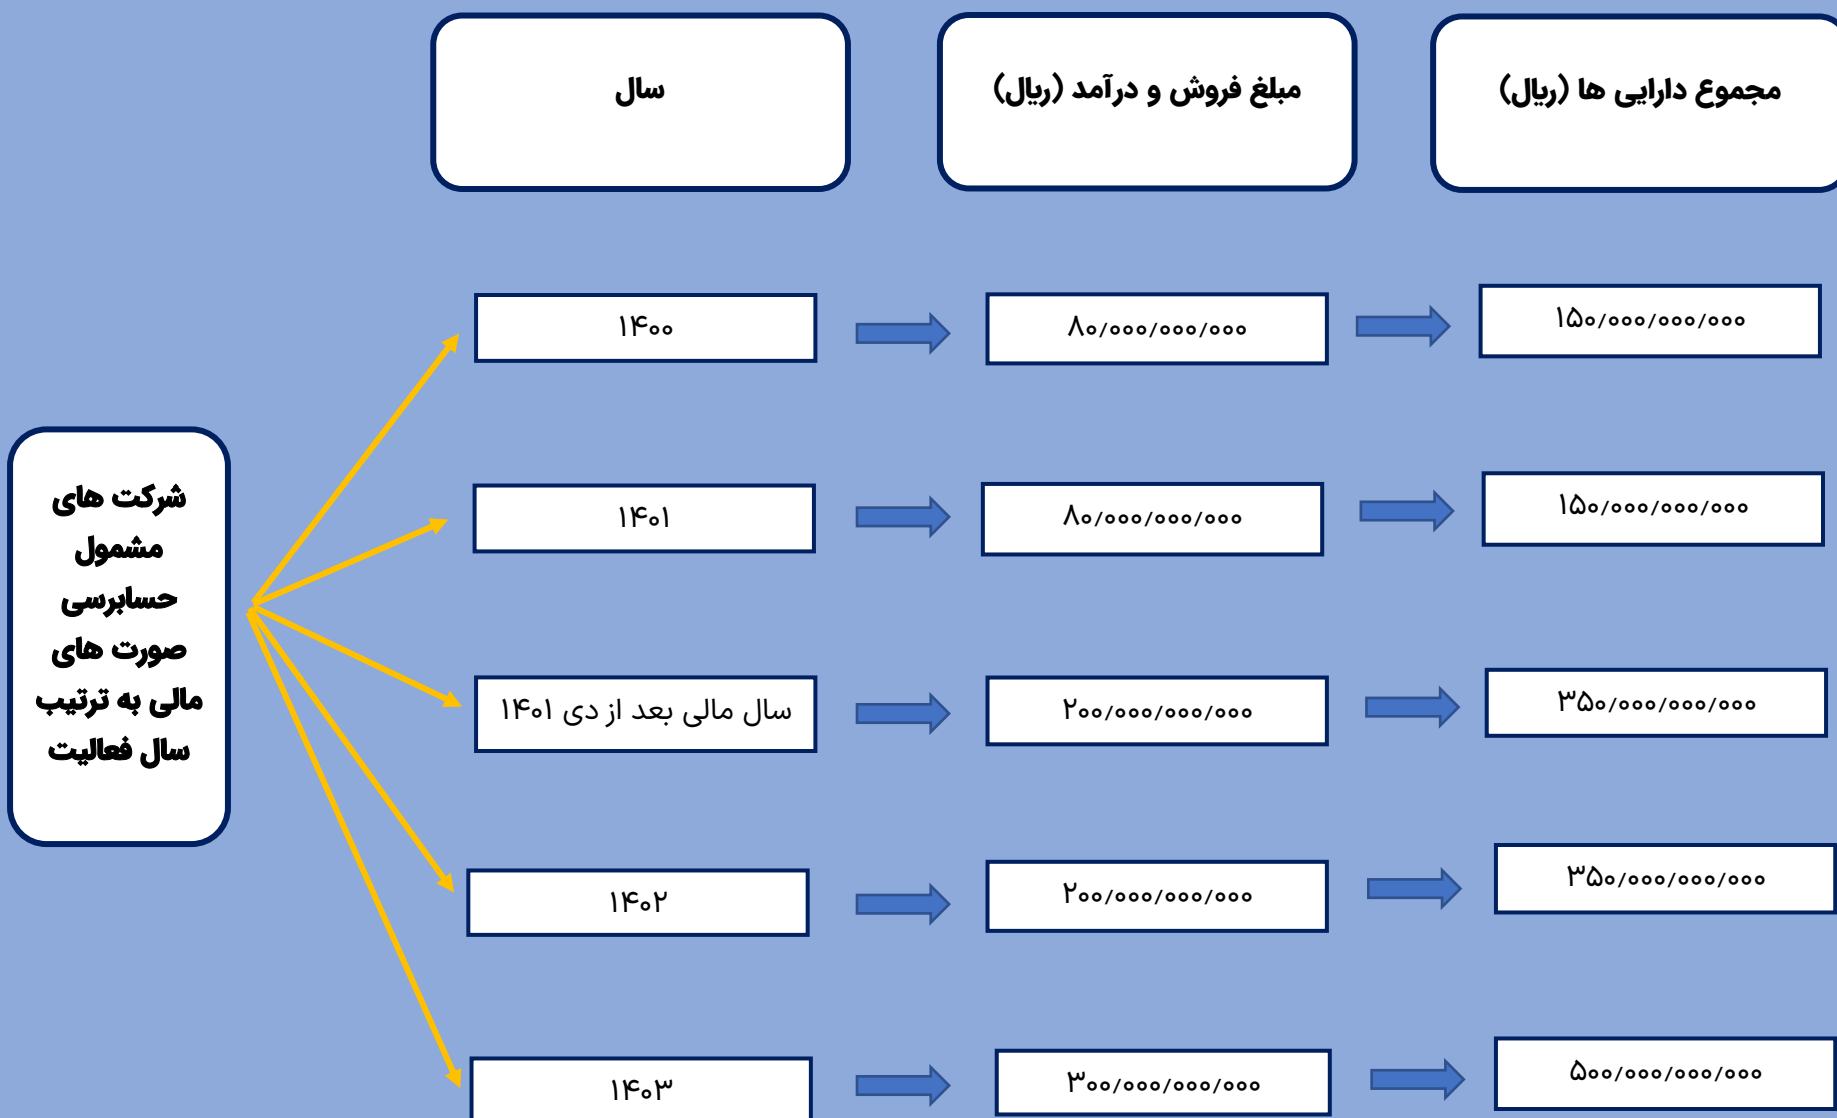 سال
مبلغ فروش و درآمد (ریال)
مجموع دارایی ها (ریال)
شرکت های
مشمول
حسابرسی
صورت های
مالی به ترتیب
سال فعالیت
۱۴۰۰
۸۰/۰۰۰/۰۰۰/۰۰۰
۱۵۰/۰۰۰/۰۰۰/۰۰۰
۱۴۰۱
۸۰/۰۰۰/۰۰۰/۰۰۰
۱۵۰/۰۰۰/۰۰۰/۰۰۰
سال مالی بعد از دی ۱۴۰۱
۲۰۰/۰۰۰/۰۰۰/۰۰۰
۳۵۰/۰۰۰/۰۰۰/۰۰۰
۱۴۰۲
۲۰۰/۰۰۰/۰۰۰/۰۰۰
۳۵۰/۰۰۰/۰۰۰/۰۰۰
۱۴۰۳
۳۰۰/۰۰۰/۰۰۰/۰۰۰
۵۰۰/۰۰۰/۰۰۰/۰۰۰